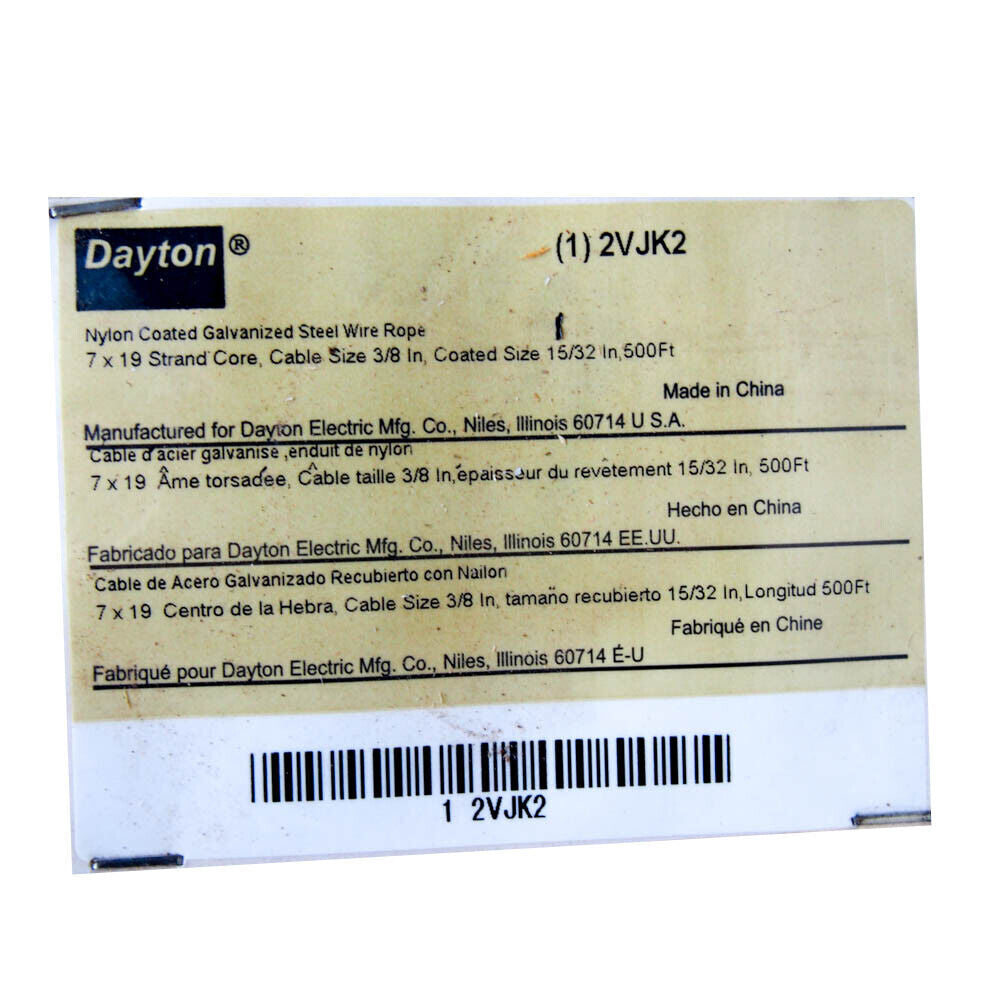 Dayton®
(1) 2VJK2
Nylon Coated Galvanized Steel Wire Rope
7 x 19 Strand Core, Cable Size 3/8 In, Coated Size 15/32 In,500Ft
Made in China
Manufactured for Dayton Electric Mfg. Co., Niles, Illinois 60714 U S.A.
Cable d'acier galvanise ,enduit de nylon
7 x 19 Âme torsadée, Câble taille 3/8 In,épaisseur du revêtement 15/32 In, 500Ft
Hecho en China
Fabricado para Dayton Electric Mfg. Co., Niles, Illinois 60714 EE.UU.
Cable de Acero Galvanizado Recubierto con Nailon
7 x 19 Centro de la Hebra, Cable Size 3/8 In, tamaño recubierto 15/32 In,Longitud 500Ft
Fabriqué en Chine
Fabriqué pour Dayton Electric Mfg. Co., Niles, Illinois 60714 É-U
1 2VJK2